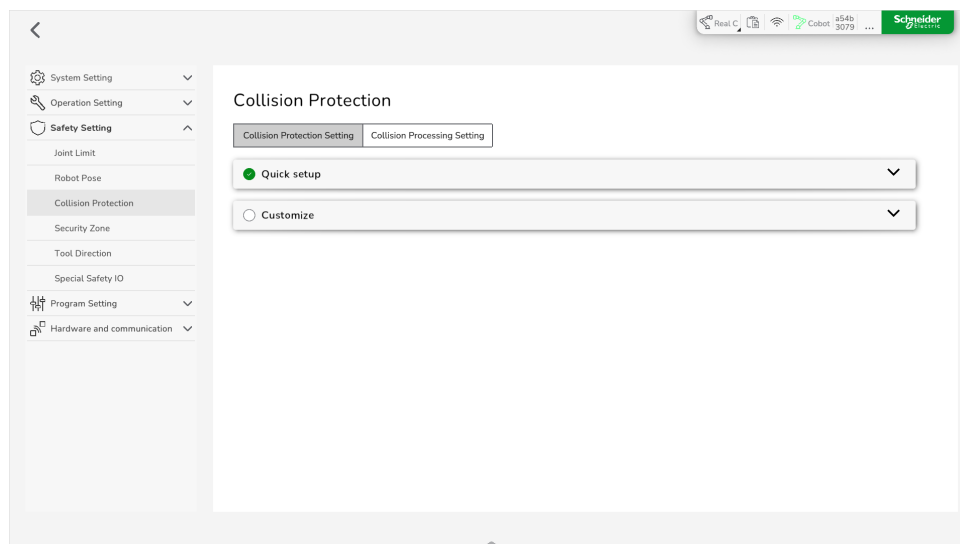 Real C
Cobot
a54b
3079
...
Schneider
Electric
System Setting
Operation Setting
Safety Setting
Joint Limit
Robot Pose
Collision Protection
Security Zone
Tool Direction
Special Safety IO
Program Setting
Hardware and communication
Collision Protection
Collision Protection Setting
Collision Processing Setting
Quick setup
Customize